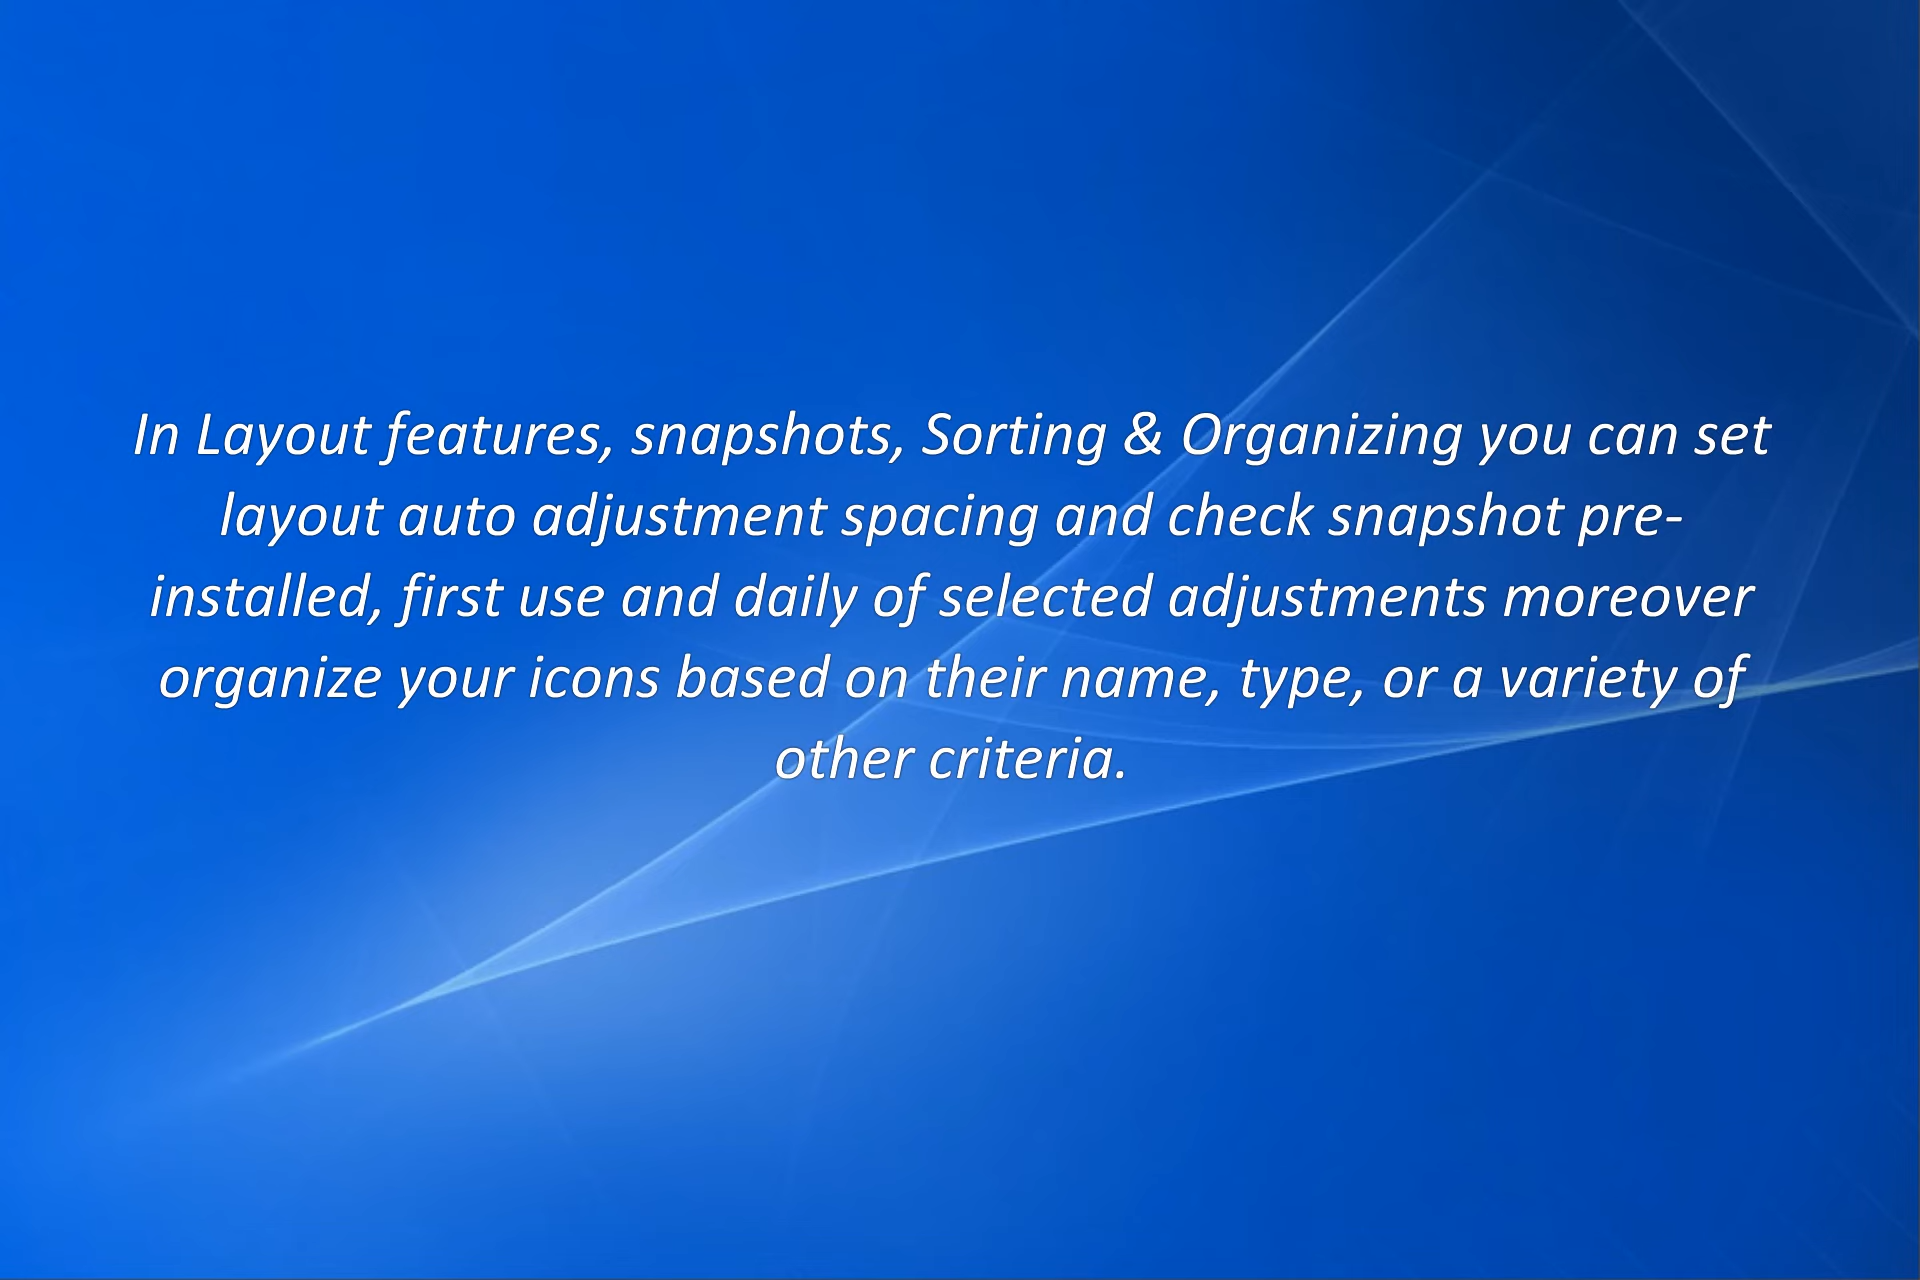 In Layout features, snapshots, Sorting & Organizing you can set
layout auto adjustment spacing and check snapshot pre-
installed, first use and daily of selected adjustments moreover
organize your icons based on their name, type, or a variety of
other criteria.